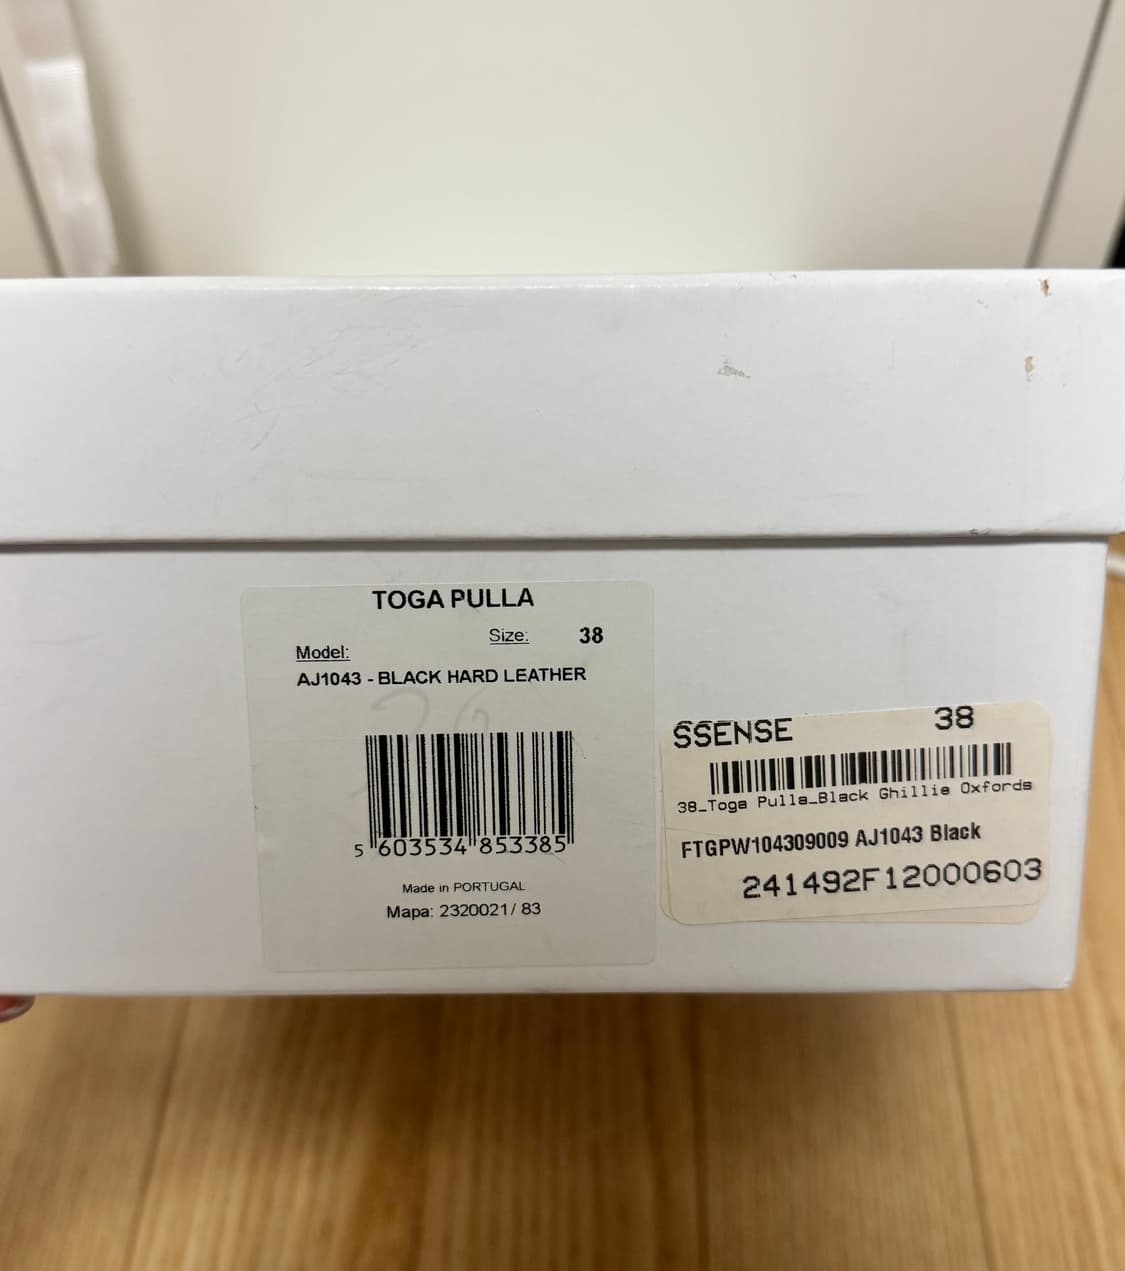 TOGA PULLA
Size: 38
Model:
AJ1043 - BLACK HARD LEATHER
5 603534 853385
Made in PORTUGAL
Mapa: 2320021/ 83
SSENSE 38
38_Toga Pulla_Black Ghillie Oxfords
FTGPW104309009 AJ1043 Black
241492F12000603